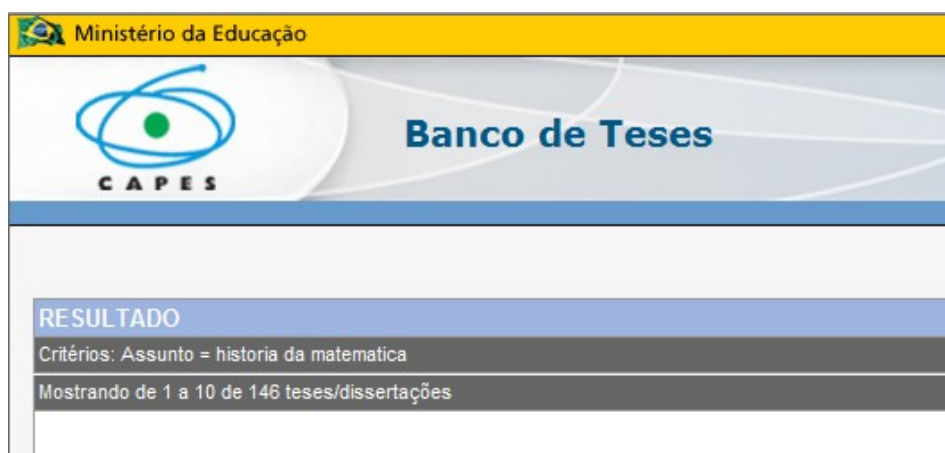 Ministério da Educação
CAPES
Banco de Teses
RESULTADO
Critérios: Assunto = historia da matematica
Mostrando de 1 a 10 de 146 teses/dissertações